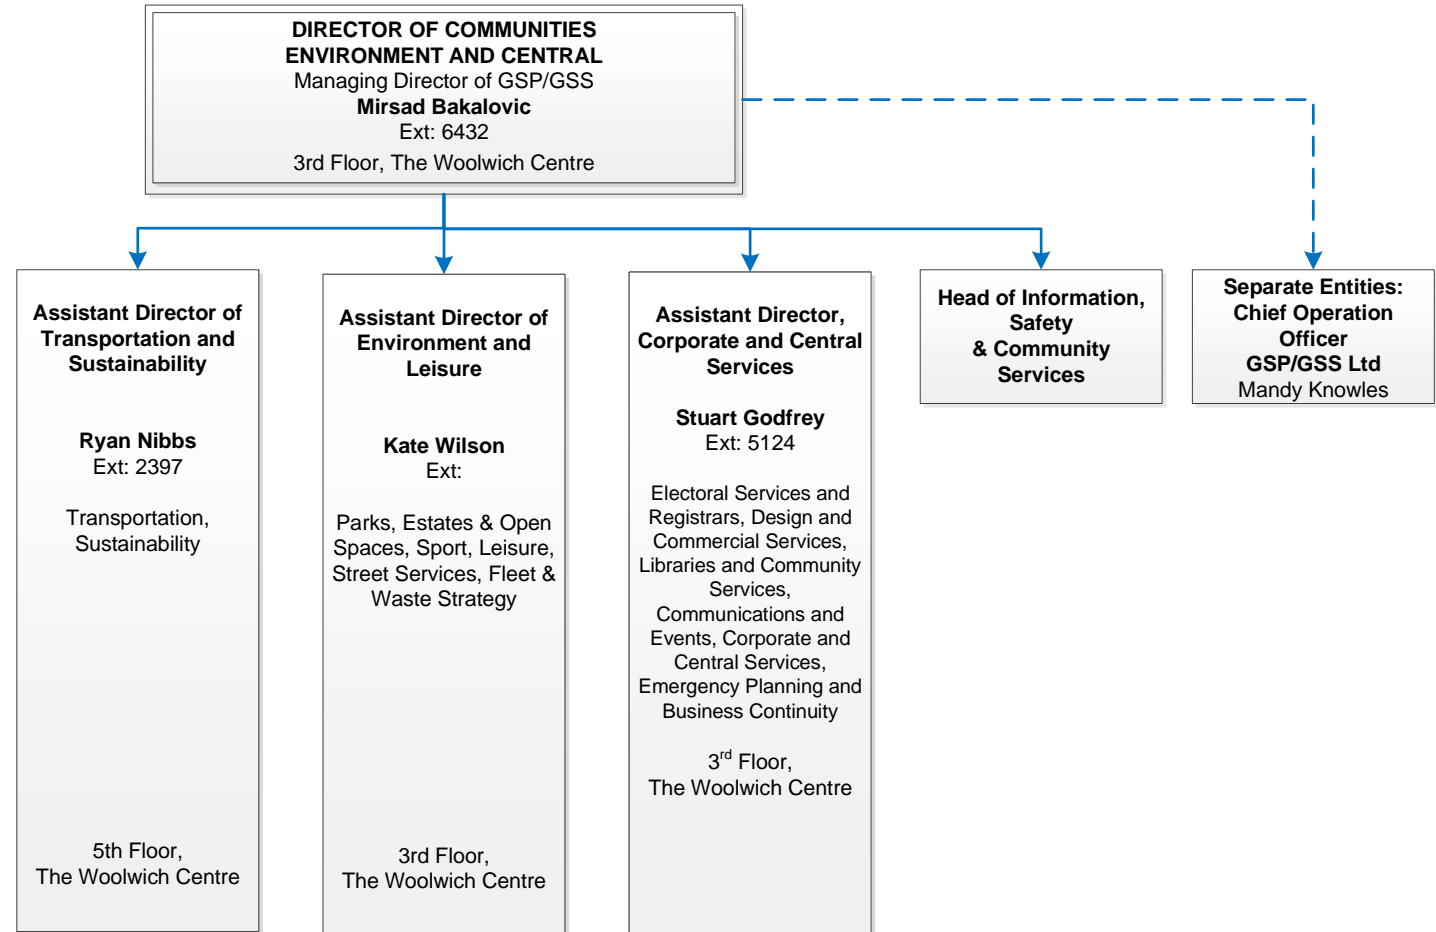 DIRECTOR OF COMMUNITIES
ENVIRONMENT AND CENTRAL
Managing Director of GSP/GSS
Mirsad Bakalovic
Ext: 6432
3rd Floor, The Woolwich Centre
Assistant Director of
Transportation and
Sustainability
Ryan Nibbs
Ext: 2397
Transportation,
Sustainability
5th Floor,
The Woolwich Centre
Assistant Director of
Environment and
Leisure
Kate Wilson
Ext:
Parks, Estates & Open
Spaces, Sport, Leisure,
Street Services, Fleet &
Waste Strategy
3rd Floor,
The Woolwich Centre
Assistant Director,
Corporate and Central
Services
Stuart Godfrey
Ext: 5124
Electoral Services and
Registrars, Design and
Commercial Services,
Libraries and Community
Services,
Communications and
Events, Corporate and
Central Services,
Emergency Planning and
Business Continuity
3rd Floor,
The Woolwich Centre
Head of Information,
Safety
& Community
Services
Separate Entities:
Chief Operation
Officer
GSP/GSS Ltd
Mandy Knowles